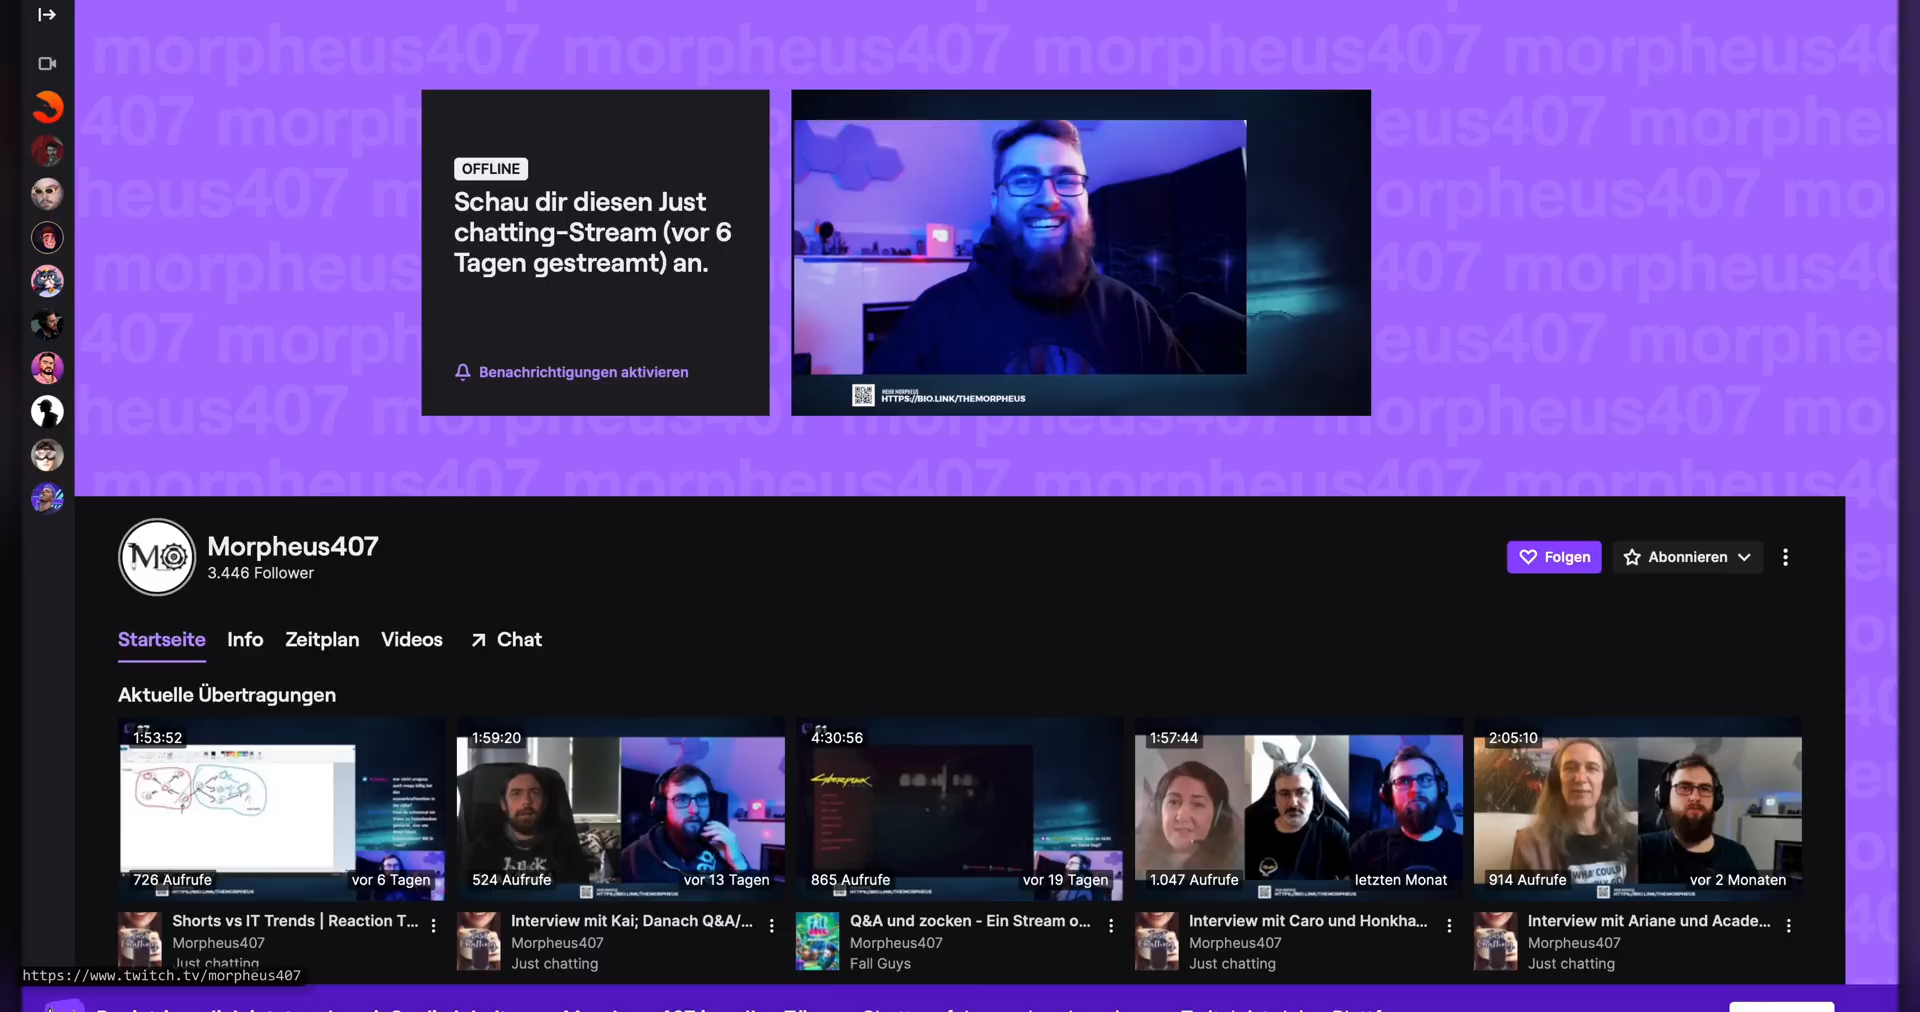 morpheus407 morpheus407 morpheus407 morpheus407
OFFLINE
Schau dir diesen Just
chatting-Stream (vor 6
Tagen gestreamt) an.
Benachrichtigungen aktivieren
MEHR MORPHEUS
HTTPS://BIO.LINK/THEMORPHEUS
Morpheus407
3.446 Follower
Folgen
Abonnieren
Startseite Info Zeitplan Videos Chat
Aktuelle Übertragungen
1:53:52
726 Aufrufe
vor 6 Tagen
Shorts vs IT Trends | Reaction T...
Morpheus407
Just chatting
1:59:20
524 Aufrufe
vor 13 Tagen
Interview mit Kai; Danach Q&A/...
Morpheus407
Just chatting
4:30:56
CYBERPUNK
865 Aufrufe
vor 19 Tagen
Q&A und zocken - Ein Stream o...
Morpheus407
Fall Guys
1:57:44
1.047 Aufrufe
letzten Monat
Interview mit Caro und Honkha...
Morpheus407
Just chatting
2:05:10
914 Aufrufe
vor 2 Monaten
Interview mit Ariane und Acade...
Morpheus407
Just chatting
https://www.twitch.tv/morpheus407